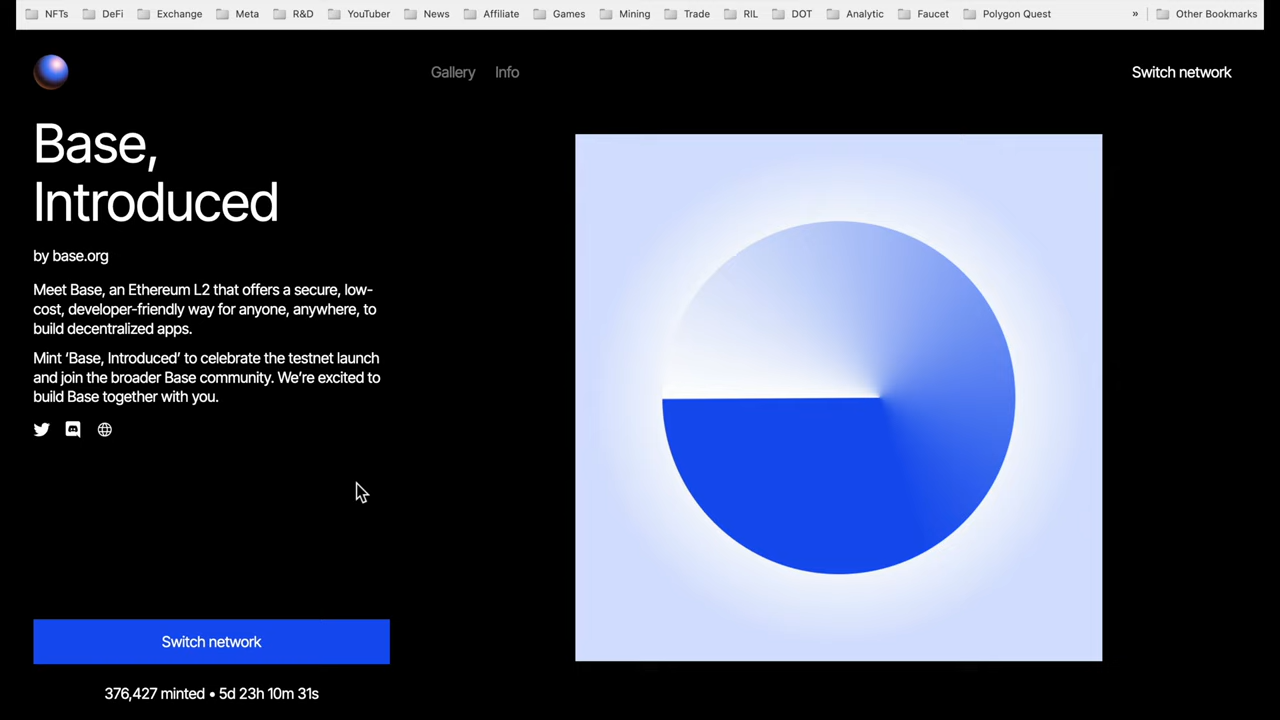 NFTs DeFi Exchange Meta R&D YouTuber News Affiliate Games Mining Trade RIL DOT Analytic Faucet Polygon Quest » Other Bookmarks
Gallery Info Switch network
Base,
Introduced
by base.org
Meet Base, an Ethereum L2 that offers a secure, low-
cost, developer-friendly way for anyone, anywhere, to
build decentralized apps.
Mint ‘Base, Introduced’ to celebrate the testnet launch
and join the broader Base community. We’re excited to
build Base together with you.
Switch network
376,427 minted • 5d 23h 10m 31s